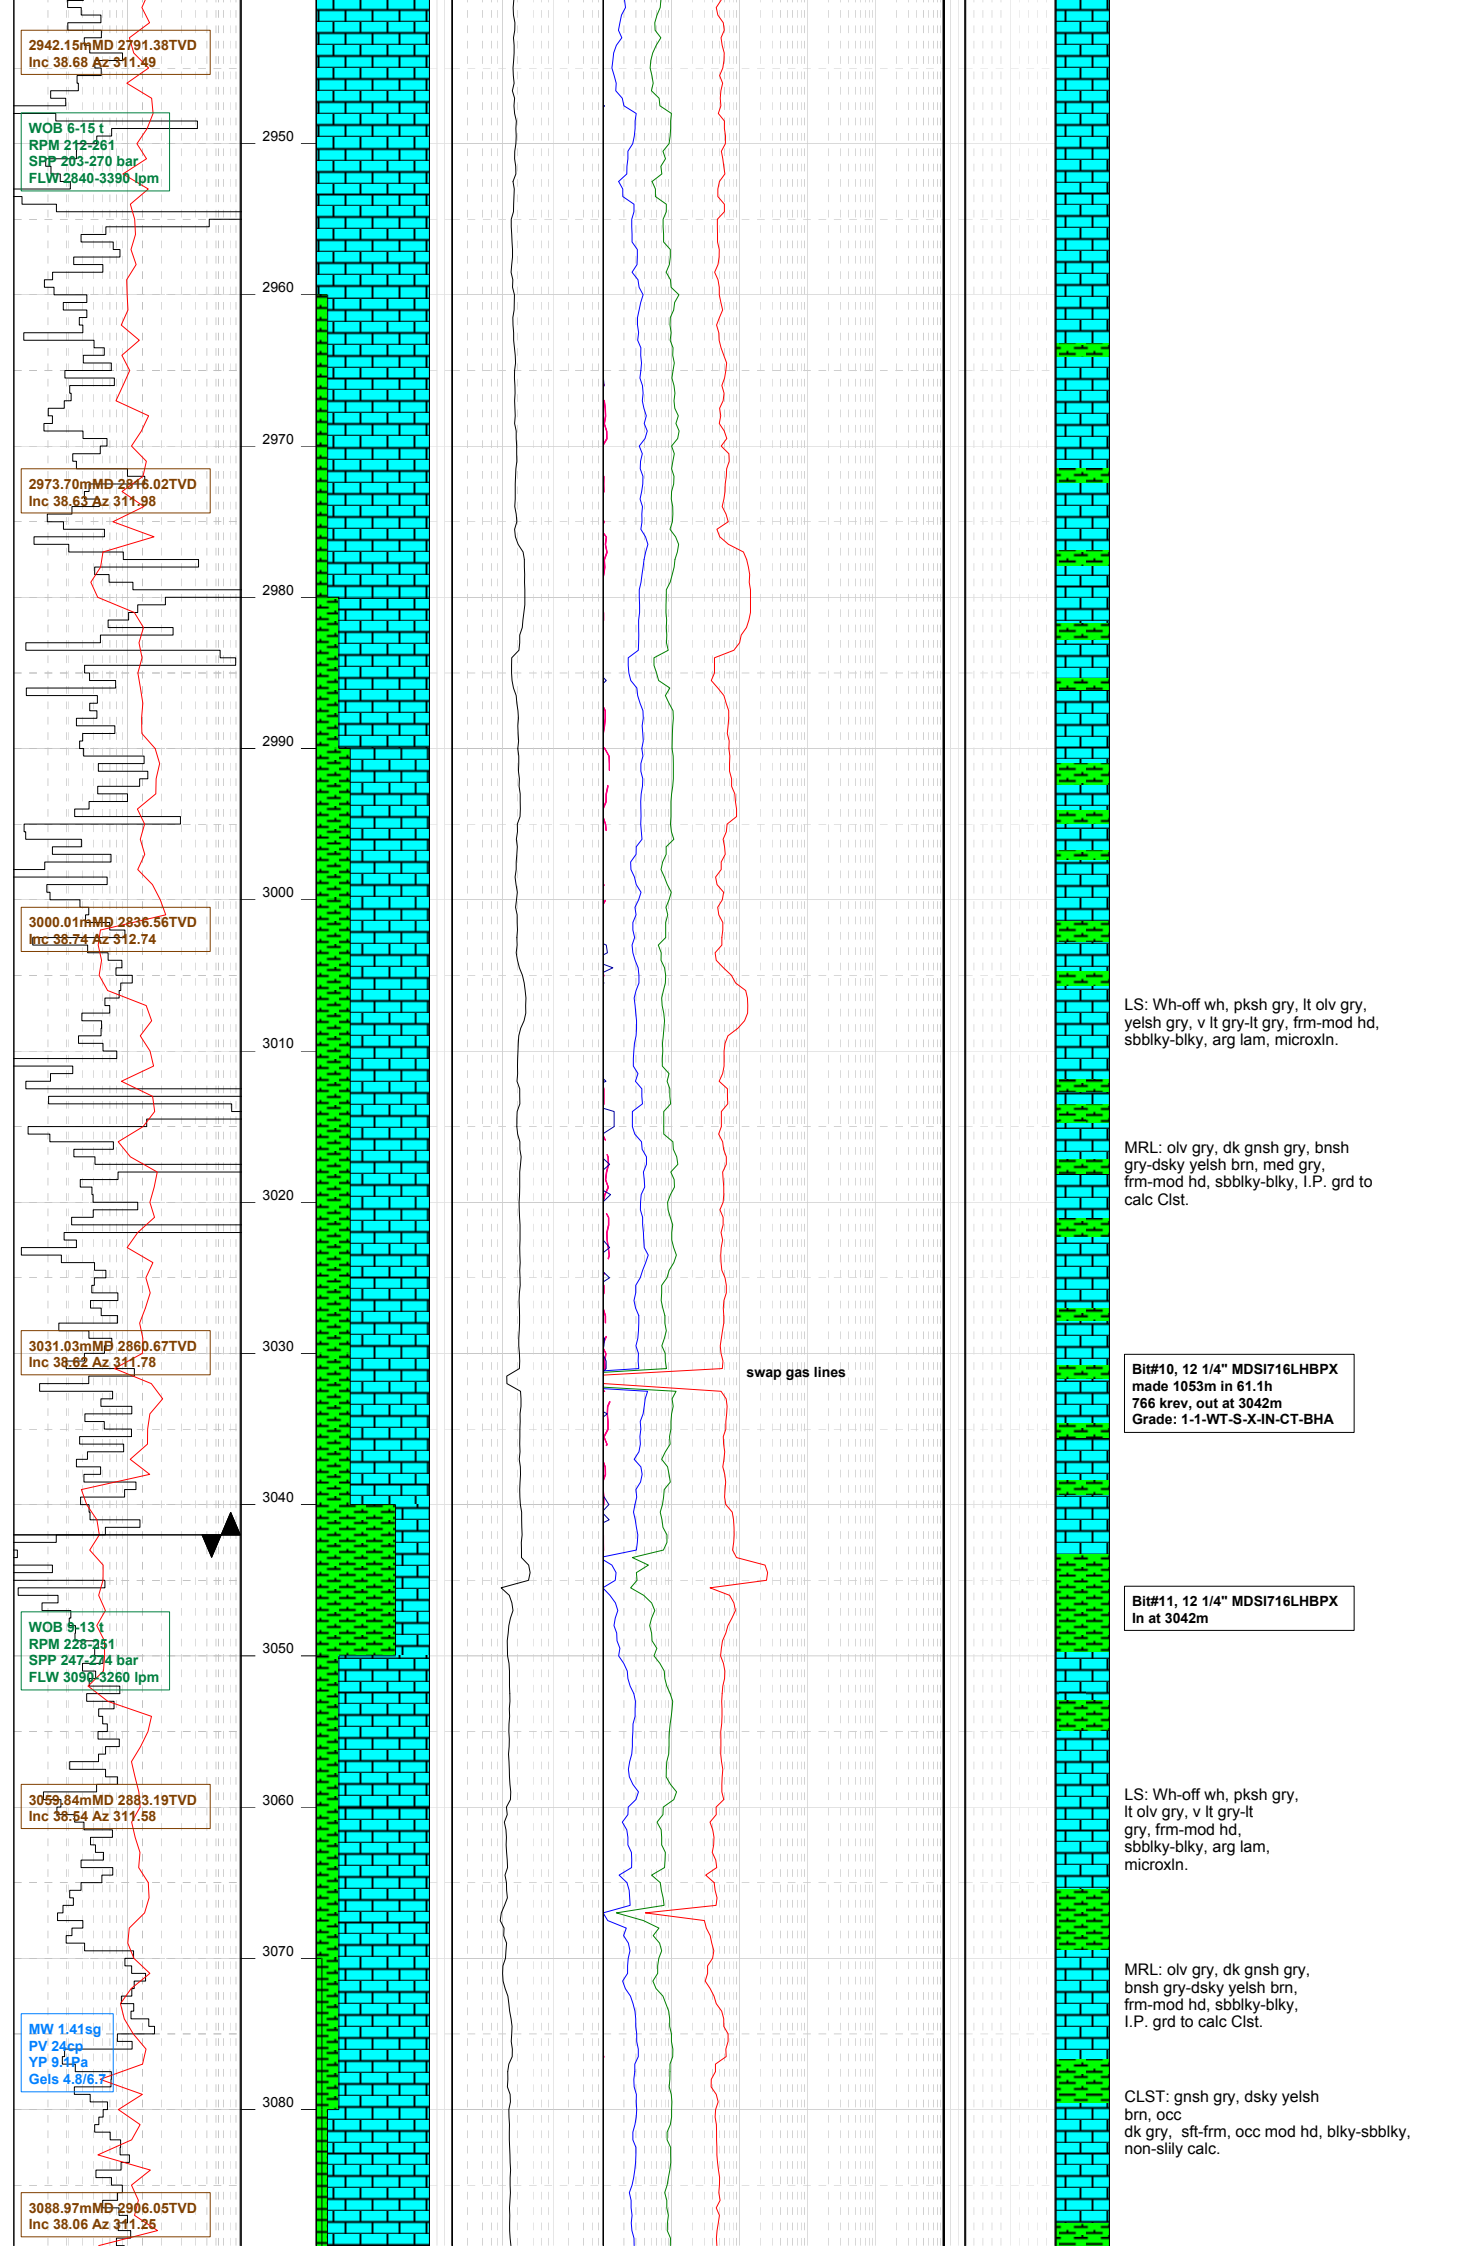 2942.15mMD 2791.38TVD
Inc 38.68 Az 311.49
WOB 6-15 t
RPM 212-261
SPP 203-270 bar
FLW 2840-3390 lpm
2950
2960
2970
2973.70mMD 2816.02TVD
Inc 38.63 Az 311.98
2980
2990
3000
3000.01mMD 2836.56TVD
Inc 38.74 Az 312.74
LS: Wh-off wh, pksh gry, lt olv gry,
yelsh gry, v lt gry-lt gry, frm-mod hd,
sbblky-blky, arg lam, microxln.
3010
MRL: olv gry, dk gnsh gry, bnsh
gry-dsky yelsh brn, med gry,
frm-mod hd, sbblky-blky, I.P. grd to
calc Clst.
3020
3030
3031.03mMD 2860.67TVD
Inc 38.62 Az 311.78
swap gas lines
Bit#10, 12 1/4" MDSI716LHBPX
made 1053m in 61.1h
766 krev, out at 3042m
Grade: 1-1-WT-S-X-IN-CT-BHA
3040
Bit#11, 12 1/4" MDSI716LHBPX
In at 3042m
WOB 9-13 t
RPM 228-251
SPP 247-274 bar
FLW 3090-3260 lpm
3050
3059.84mMD 2883.19TVD
Inc 38.54 Az 311.58
3060
LS: Wh-off wh, pksh gry,
lt olv gry, v lt gry-lt
gry, frm-mod hd,
sbblky-blky, arg lam,
microxln.
3070
MRL: olv gry, dk gnsh gry,
bnsh gry-dsky yelsh brn,
frm-mod hd, sbblky-blky,
I.P. grd to calc Clst.
MW 1.41sg
PV 24cp
YP 9.1Pa
Gels 4.8/6.7
3080
CLST: gnsh gry, dsky yelsh
brn, occ
dk gry,  sft-frm, occ mod hd, blky-sbblky,
non-slily calc.
3088.97mMD 2906.05TVD
Inc 38.06 Az 311.25